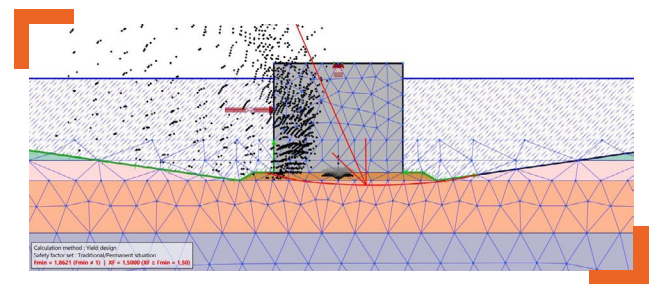 Calculation method : Yield design
Safety factor set : Traditional/Permanent situation
Fmin = 1,8621 (Fmin ≠ 1) | XF = 1,5000 (XF ≥ Γmin = 1,50)